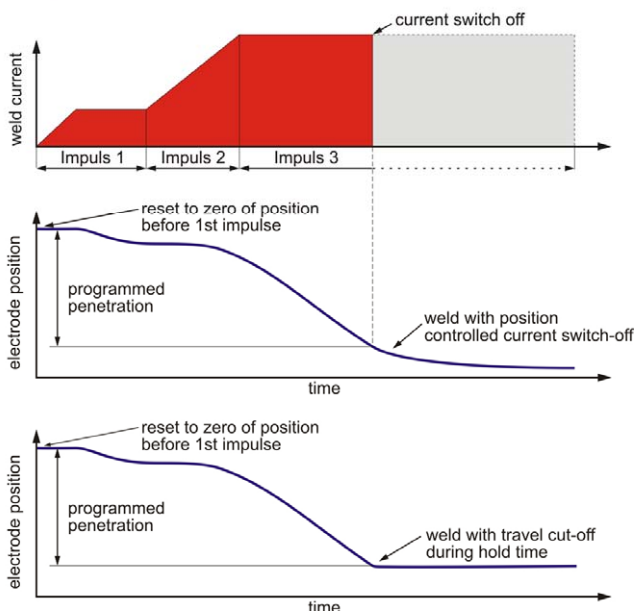 current switch off
weld current
Impuls 1
Impuls 2
Impuls 3
reset to zero of position
before 1st impulse
electrode position
programmed
penetration
weld with position
controlled current switch-off
time
reset to zero of position
before 1st impulse
electrode position
programmed
penetration
weld with travel cut-off
during hold time
time